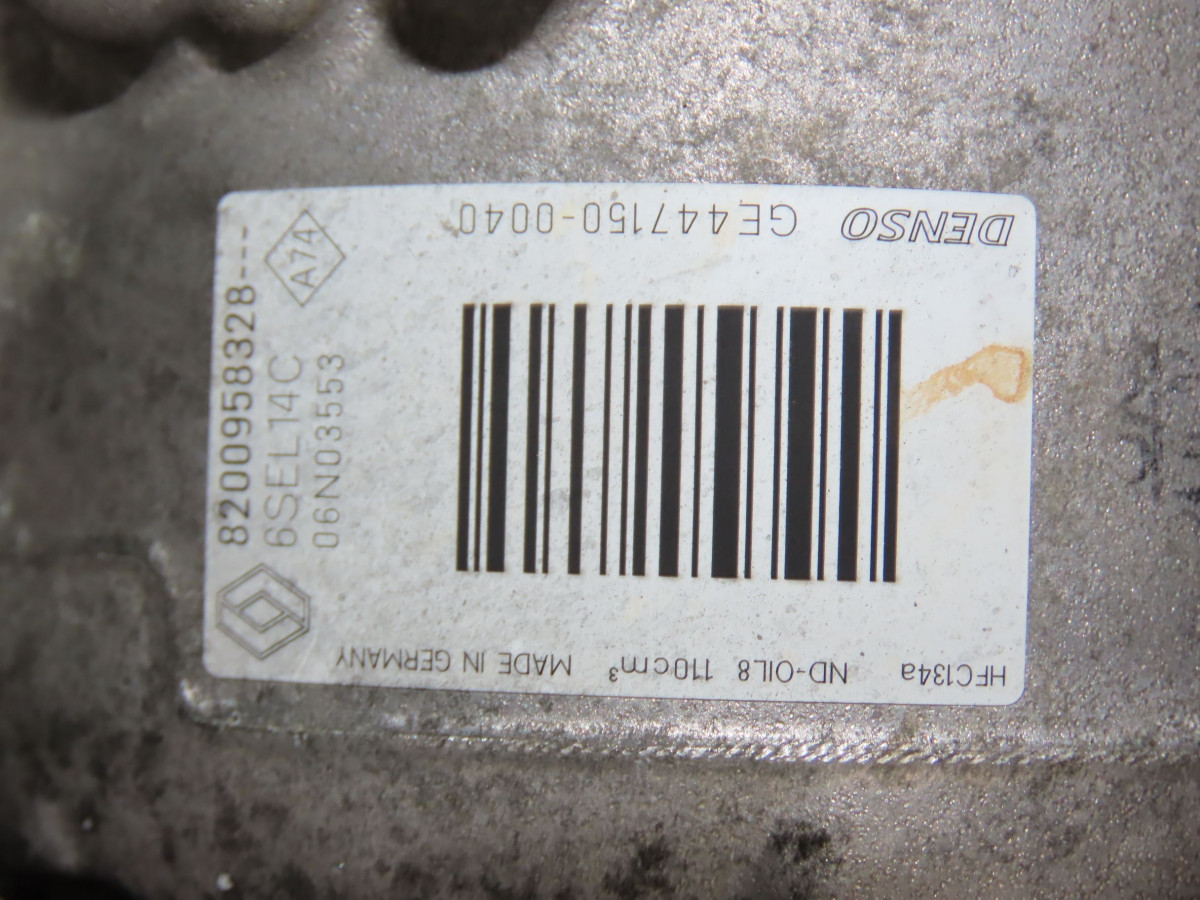 DENSO GE447150-0040
HFC134a ND-OIL8 110cm³ MADE IN GERMANY
8200958328---
6SEL14C
06N03553
A74